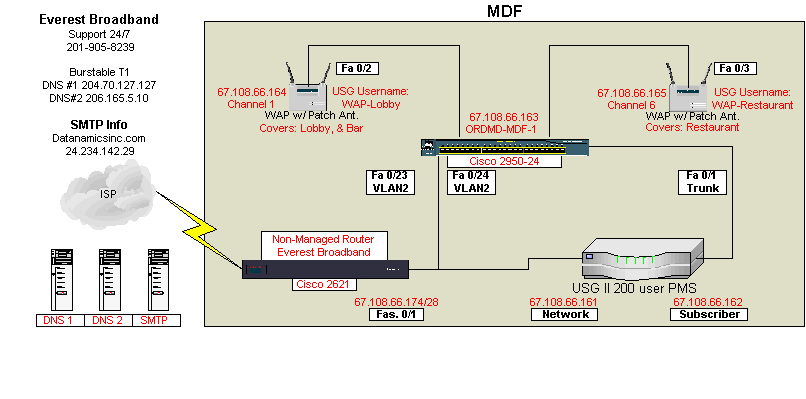 Everest Broadband
Support 24/7
201-905-8239
Burstable T1
DNS #1 204.70.127.127
DNS#2 206.165.5.10
SMTP Info
Datanamicsinc.com
24.234.142.29
ISP
DNS 1
DNS 2
SMTP
MDF
Fa 0/2
67.108.66.164
Channel 1
USG Username:
WAP-Lobby
WAP w/ Patch Ant.
Covers: Lobby, & Bar
67.108.66.163
ORDMD-MDF-1
Cisco 2950-24
Fa 0/3
67.108.66.165
Channel 6
USG Username:
WAP-Restaurant
WAP w/ Patch Ant.
Covers: Restaurant
Fa 0/23
VLAN2
Fa 0/24
VLAN2
Fa 0/1
Trunk
Non-Managed Router
Everest Broadband
Cisco 2621
USG II 200 user PMS
67.108.66.174/28
Fas. 0/1
67.108.66.161
Network
67.108.66.162
Subscriber